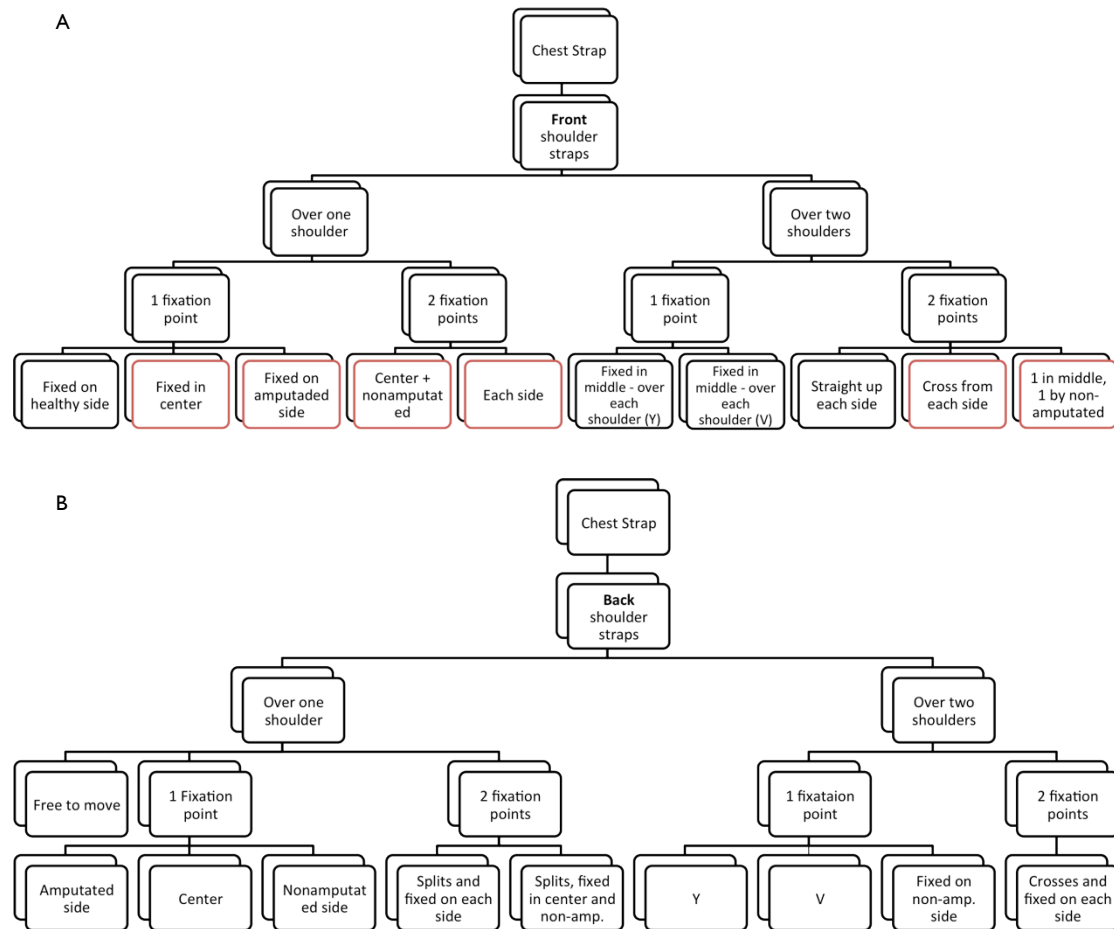 A
Chest Strap
Front
shoulder
straps
Over one
shoulder
Over two
shoulders
1 fixation
point
2 fixation
points
1 fixation
point
2 fixation
points
Fixed on
healthy side
Fixed in
center
Fixed on
amputaded
side
Center +
nonamputat
ed
Each side
Fixed in
middle - over
each
shoulder (Y)
Fixed in
middle - over
each
shoulder (V)
Straight up
each side
Cross from
each side
1 in middle,
1 by non-
amputated
B
Chest Strap
Back
shoulder
straps
Over one
shoulder
Over two
shoulders
Free to move
1 Fixation
point
2 fixation
points
1 fixataion
point
2 fixation
points
Amputated
side
Center
Nonamputat
ed side
Splits and
fixed on each
side
Splits, fixed
in center and
non-amp.
Y
V
Fixed on
non-amp.
side
Crosses and
fixed on each
side